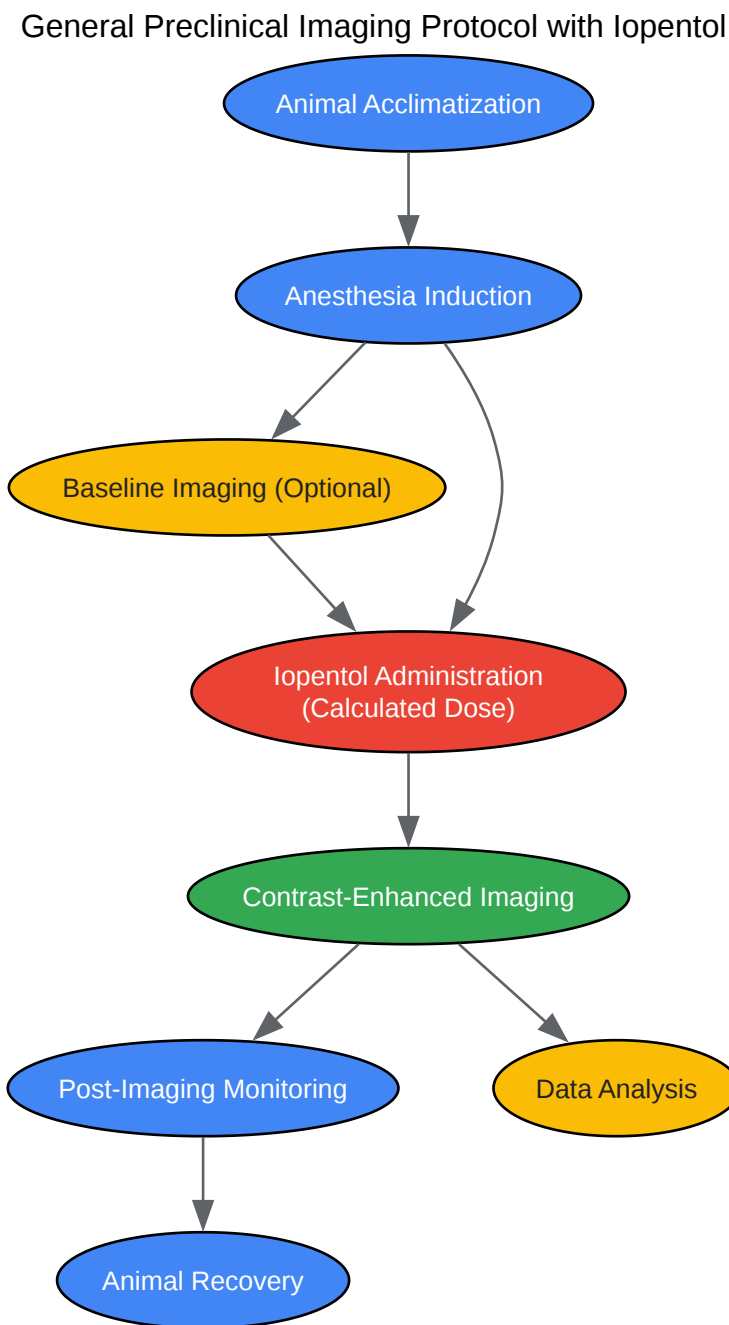 General Preclinical Imaging Protocol with Iopentol
Animal Acclimatization
Anesthesia Induction
Baseline Imaging (Optional)
Iopentol Administration
(Calculated Dose)
Contrast-Enhanced Imaging
Post-Imaging Monitoring
Data Analysis
Animal Recovery